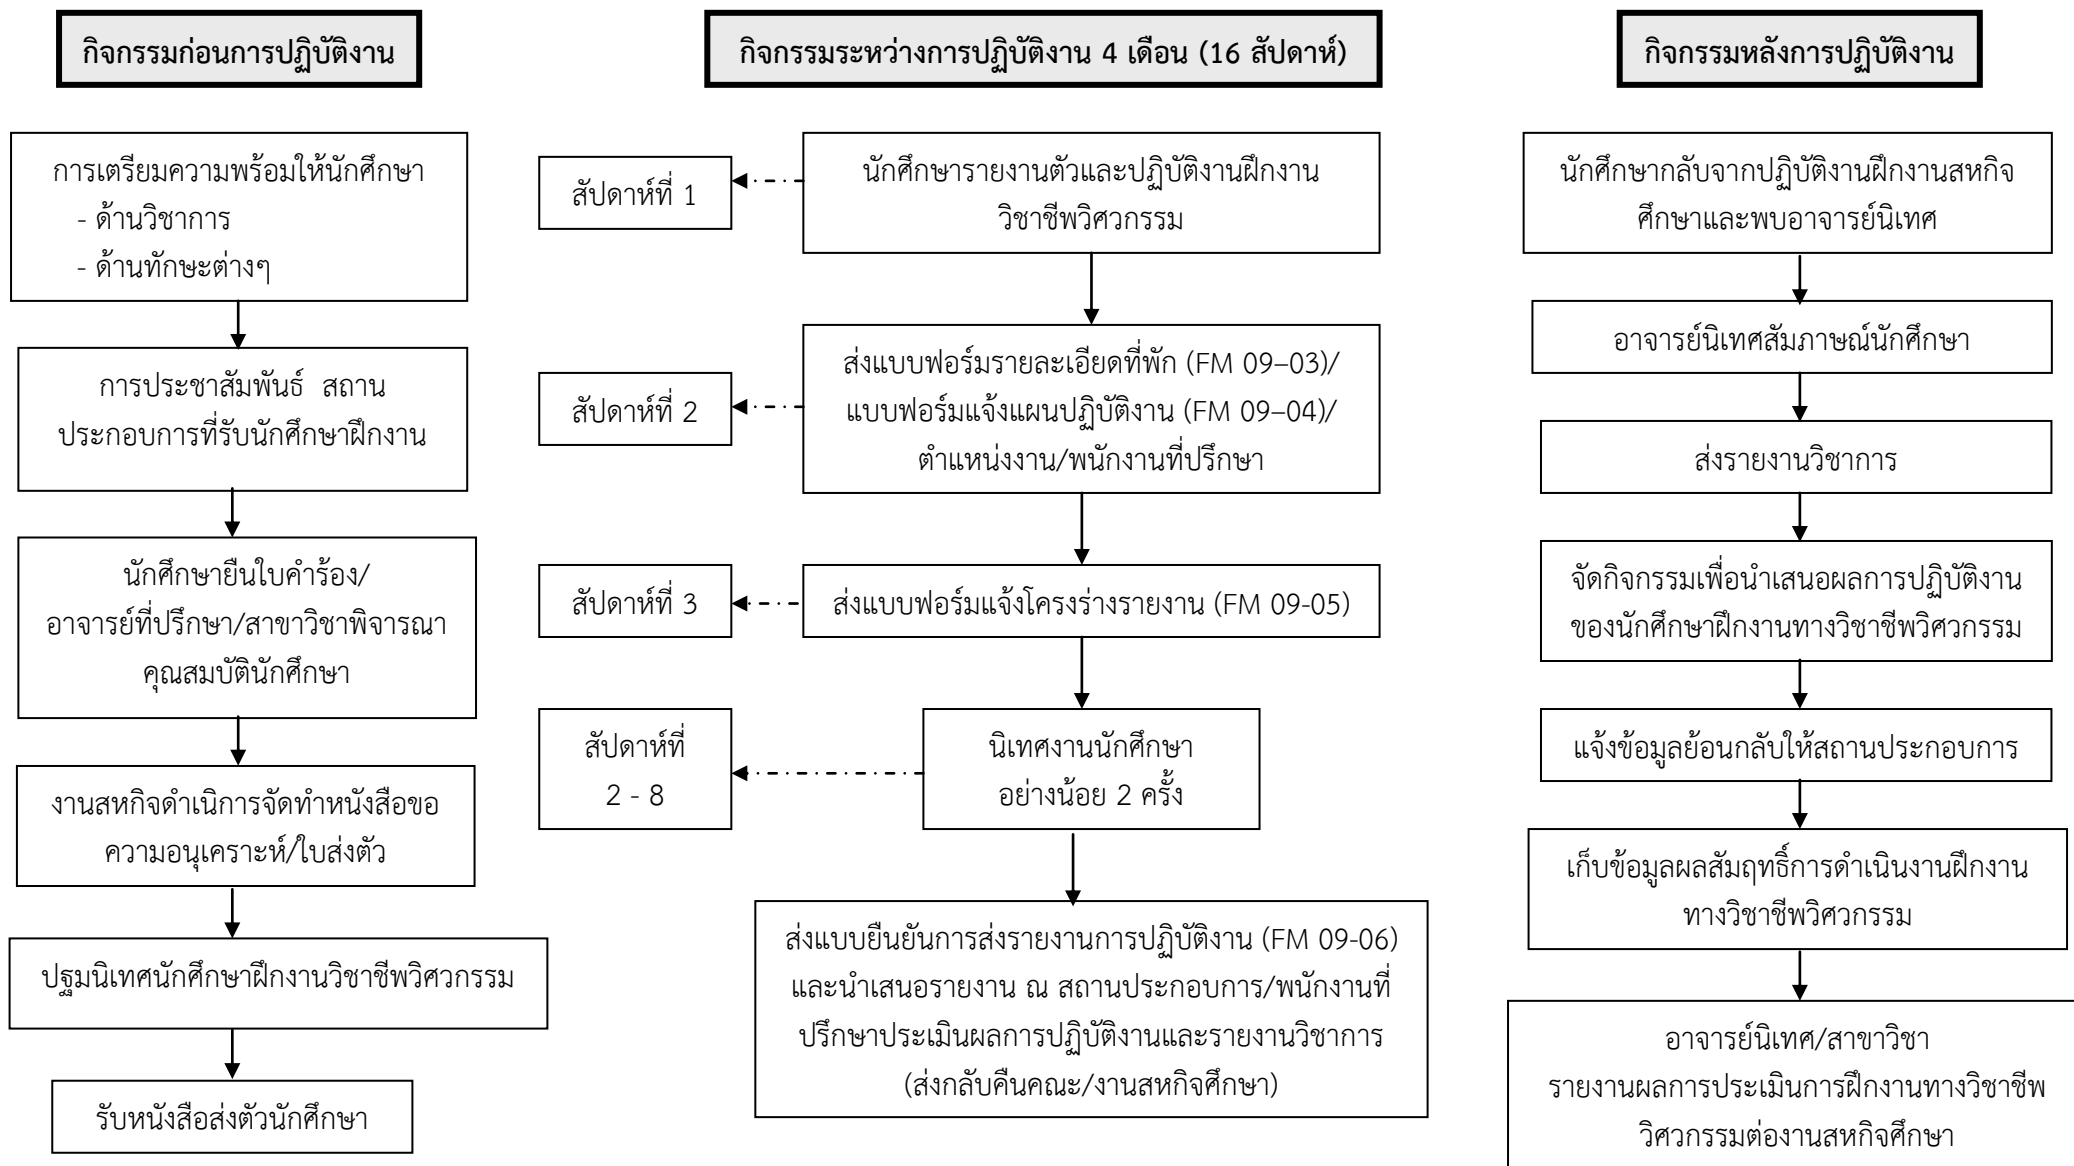 กิจกรรมก่อนการปฏิบัติงาน
การเตรียมความพร้อมให้นักศึกษา
- ด้านวิชาการ
- ด้านทักษะต่างๆ
การประชาสัมพันธ์ สถาน
ประกอบการที่รับนักศึกษาฝึกงาน
นักศึกษายืนใบคำร้อง/
อาจารย์ที่ปรึกษา/สาขาวิชาพิจารณา
คุณสมบัตินักศึกษา
งานสหกิจดำเนิการจัดทำหนังสือขอ
ความอนุเคราะห์/ใบส่งตัว
ปฐมนิเทศนักศึกษาฝึกงานวิชาชีพวิศวกรรม
รับหนังสือส่งตัวนักศึกษา
กิจกรรมระหว่างการปฏิบัติงาน 4 เดือน (16 สัปดาห์)
สัปดาห์ที่ 1
นักศึกษารายงานตัวและปฏิบัติงานฝึกงาน
วิชาชีพวิศวกรรม
สัปดาห์ที่ 2
ส่งแบบฟอร์มรายละเอียดที่พัก (FM 09–03)/
แบบฟอร์มแจ้งแผนปฏิบัติงาน (FM 09–04)/
ตำแหน่งงาน/พนักงานที่ปรึกษา
สัปดาห์ที่ 3
ส่งแบบฟอร์มแจ้งโครงร่างรายงาน (FM 09-05)
สัปดาห์ที่
2 - 8
นิเทศงานนักศึกษา
อย่างน้อย 2 ครั้ง
ส่งแบบยืนยันการส่งรายงานการปฏิบัติงาน (FM 09-06)
และนำเสนอรายงาน ณ สถานประกอบการ/พนักงานที่
ปรึกษาประเมินผลการปฏิบัติงานและรายงานวิชาการ
(ส่งกลับคืนคณะ/งานสหกิจศึกษา)
กิจกรรมหลังการปฏิบัติงาน
นักศึกษากลับจากปฏิบัติงานฝึกงานสหกิจ
ศึกษาและพบอาจารย์นิเทศ
อาจารย์นิเทศสัมภาษณ์นักศึกษา
ส่งรายงานวิชาการ
จัดกิจกรรมเพื่อนำเสนอผลการปฏิบัติงาน
ของนักศึกษาฝึกงานทางวิชาชีพวิศวกรรม
แจ้งข้อมูลย้อนกลับให้สถานประกอบการ
เก็บข้อมูลผลสัมฤทธิ์การดำเนินงานฝึกงาน
ทางวิชาชีพวิศวกรรม
อาจารย์นิเทศ/สาขาวิชา
รายงานผลการประเมินการฝึกงานทางวิชาชีพ
วิศวกรรมต่องานสหกิจศึกษา